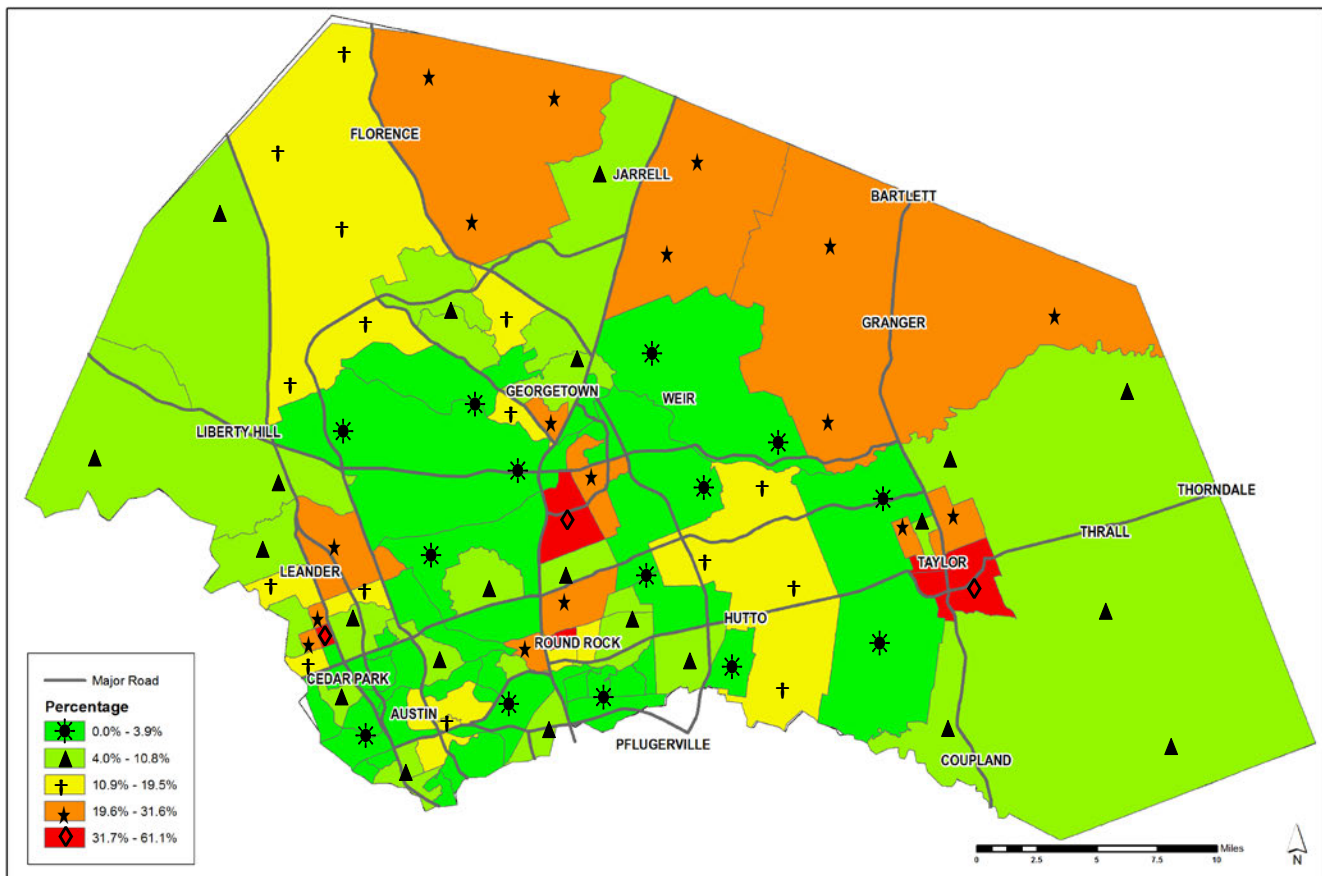 FLORENCE
JARRELL
BARTLETT
GRANGER
GEORGETOWN
WEIR
LIBERTY HILL
THORNDALE
THRALL
TAYLOR
LEANDER
HUTTO
ROUND ROCK
CEDAR PARK
AUSTIN
PFLUGERVILLE
COUPLAND
Major Road
Percentage
0.0% - 3.9%
4.0% - 10.8%
10.9% - 19.5%
19.6% - 31.6%
31.7% - 61.1%
Miles
0 2.5 5 7.5 10
N